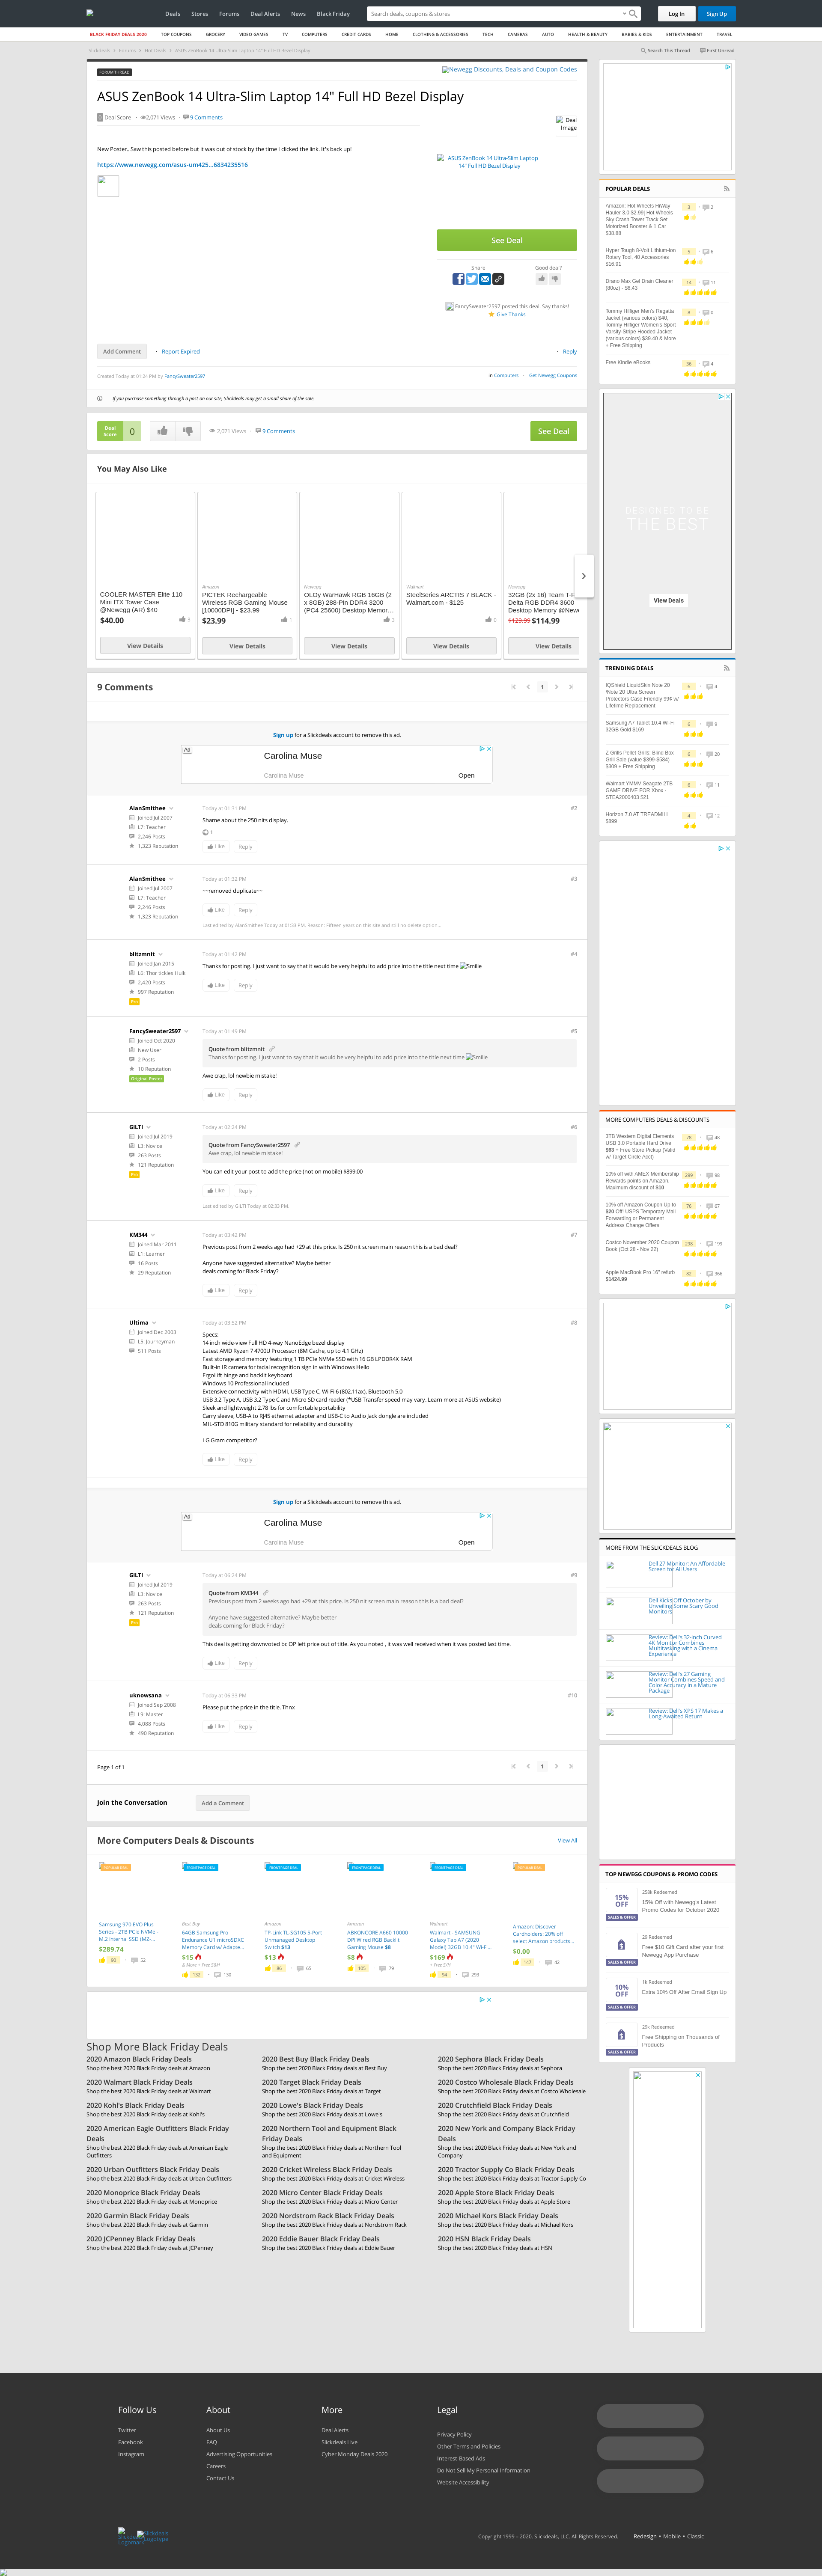 Deals
Stores
Forums
Deal Alerts
News
Black Friday
Search deals, coupons & stores
Log In
Sign Up
BLACK FRIDAY DEALS 2020
TOP COUPONS
GROCERY
VIDEO GAMES
TV
COMPUTERS
CREDIT CARDS
HOME
CLOTHING & ACCESSORIES
TECH
CAMERAS
AUTO
HEALTH & BEAUTY
BABIES & KIDS
ENTERTAINMENT
TRAVEL
Slickdeals > Forums > Hot Deals > ASUS ZenBook 14 Ultra-Slim Laptop 14" Full HD Bezel Display
Search This Thread
First Unread
FORUM THREAD
Newegg Discounts, Deals and Coupon Codes
ASUS ZenBook 14 Ultra-Slim Laptop 14" Full HD Bezel Display
Deal Score
2,071 Views
9 Comments
Deal Image
New Poster...Saw this posted before but it was out of stock by the time I clicked the link. It's back up!
https://www.newegg.com/asus-um425...6834235516
ASUS ZenBook 14 Ultra-Slim Laptop 14" Full HD Bezel Display
See Deal
Share
Good deal?
FancySweater2597 posted this deal. Say thanks!
Give Thanks
Add Comment
Report Expired
Reply
Created Today at 01:24 PM by FancySweater2597
in Computers
Get Newegg Coupons
If you purchase something through a post on our site, Slickdeals may get a small share of the sale.
Deal Score
0
2,071 Views
9 Comments
See Deal
You May Also Like
COOLER MASTER Elite 110 Mini ITX Tower Case @Newegg (AR) $40
$40.00
View Details
Amazon
PICTEK Rechargeable Wireless RGB Gaming Mouse [10000DPI] - $23.99
$23.99
View Details
Newegg
OLOy WarHawk RGB 16GB (2 x 8GB) 288-Pin DDR4 3200 (PC4 25600) Desktop Memor...
View Details
Walmart
SteelSeries ARCTIS 7 BLACK - Walmart.com - $125
0
View Details
Newegg
32GB (2x 16) Team T-F
Delta RGB DDR4 3600
Desktop Memory @Newe
$129.99 $114.99
View Details
9 Comments
1
Sign up for a Slickdeals account to remove this ad.
Ad
Carolina Muse
Carolina Muse
Open
AlanSmithee
Joined Jul 2007
L7: Teacher
2,246 Posts
1,323 Reputation
Today at 01:31 PM
#2
Shame about the 250 nits display.
1
Like
Reply
AlanSmithee
Joined Jul 2007
L7: Teacher
2,246 Posts
1,323 Reputation
Today at 01:32 PM
#3
~~removed duplicate~~
Like
Reply
Last edited by AlanSmithee Today at 01:33 PM. Reason: Fifteen years on this site and still no delete option...
blitzmnit
Joined Jan 2015
L6: Thor tickles Hulk
2,420 Posts
997 Reputation
Pro
Today at 01:42 PM
#4
Thanks for posting. I just want to say that it would be very helpful to add price into the title next time Smilie
Like
Reply
FancySweater2597
Joined Oct 2020
New User
2 Posts
10 Reputation
Original Poster
Today at 01:49 PM
#5
Quote from blitzmnit
Thanks for posting. I just want to say that it would be very helpful to add price into the title next time Smilie
Awe crap, lol newbie mistake!
Like
Reply
GILTI
Joined Jul 2019
L3: Novice
263 Posts
121 Reputation
Pro
Today at 02:24 PM
#6
Quote from FancySweater2597
Awe crap, lol newbie mistake!
You can edit your post to add the price (not on mobile) $899.00
Like
Reply
Last edited by GILTI Today at 02:33 PM.
KM344
Joined Mar 2011
L1: Learner
16 Posts
29 Reputation
Today at 03:42 PM
#7
Previous post from 2 weeks ago had +29 at this price. Is 250 nit screen main reason this is a bad deal?
Anyone have suggested alternative? Maybe better
deals coming for Black Friday?
Like
Reply
Ultima
Joined Dec 2003
L5: Journeyman
511 Posts
Today at 03:52 PM
#8
Specs:
14 inch wide-view Full HD 4-way NanoEdge bezel display
Latest AMD Ryzen 7 4700U Processor (8M Cache, up to 4.1 GHz)
Fast storage and memory featuring 1 TB PCIe NVMe SSD with 16 GB LPDDR4X RAM
Built-in IR camera for facial recognition sign in with Windows Hello
ErgoLift hinge and backlit keyboard
Windows 10 Professional included
Extensive connectivity with HDMI, USB Type C, Wi-Fi 6 (802.11ax), Bluetooth 5.0
USB 3.2 Type A, USB 3.2 Type C and Micro SD card reader (*USB Transfer speed may vary. Learn more at ASUS website)
Sleek and lightweight 2.78 lbs for comfortable portability
Carry sleeve, USB-A to RJ45 ethernet adapter and USB-C to Audio Jack dongle are included
MIL-STD 810G military standard for reliability and durability
LG Gram competitor?
Like
Reply
Sign up for a Slickdeals account to remove this ad.
Ad
Carolina Muse
Carolina Muse
Open
GILTI
Joined Jul 2019
L3: Novice
263 Posts
121 Reputation
Pro
Today at 06:24 PM
#9
Quote from KM344
Previous post from 2 weeks ago had +29 at this price. Is 250 nit screen main reason this is a bad deal?
Anyone have suggested alternative? Maybe better
deals coming for Black Friday?
This deal is getting downvoted bc OP left price out of title. As you noted , it was well received when it was posted last time.
Like
Reply
uknowsana
Joined Sep 2008
L9: Master
4,088 Posts
490 Reputation
Today at 06:33 PM
#10
Please put the price in the title. Thnx
Like
Reply
Page 1 of 1
1
Join the Conversation
Add a Comment
More Computers Deals & Discounts
View All
POPULAR DEAL
Samsung 970 EVO Plus Series - 2TB PCIe NVMe - M.2 Internal SSD (MZ-...
$289.74
90
52
FRONTPAGE DEAL
Best Buy
64GB Samsung Pro Endurance U1 microSDXC Memory Card w/ Adapte...
$15
& More + Free S&H
132
130
FRONTPAGE DEAL
Amazon
TP-Link TL-SG105 5-Port Unmanaged Desktop Switch $13
$13
86
65
FRONTPAGE DEAL
Amazon
ABKONCORE A660 10000 DPI Wired RGB Backlit Gaming Mouse $8
$8
105
79
FRONTPAGE DEAL
Walmart
Walmart - SAMSUNG Galaxy Tab A7 (2020 Model) 32GB 10.4" Wi-Fi...
$169
+ Free S/H
94
293
POPULAR DEAL
Amazon: Discover Cardholders: 20% off select Amazon products...
$0.00
147
42
Shop More Black Friday Deals
2020 Amazon Black Friday Deals
Shop the best 2020 Black Friday deals at Amazon
2020 Best Buy Black Friday Deals
Shop the best 2020 Black Friday deals at Best Buy
2020 Sephora Black Friday Deals
Shop the best 2020 Black Friday deals at Sephora
2020 Walmart Black Friday Deals
Shop the best 2020 Black Friday deals at Walmart
2020 Target Black Friday Deals
Shop the best 2020 Black Friday deals at Target
2020 Costco Wholesale Black Friday Deals
Shop the best 2020 Black Friday deals at Costco Wholesale
2020 Kohl's Black Friday Deals
Shop the best 2020 Black Friday deals at Kohl's
2020 Lowe's Black Friday Deals
Shop the best 2020 Black Friday deals at Lowe's
2020 Crutchfield Black Friday Deals
Shop the best 2020 Black Friday deals at Crutchfield
2020 American Eagle Outfitters Black Friday Deals
Shop the best 2020 Black Friday deals at American Eagle Outfitters
2020 Northern Tool and Equipment Black Friday Deals
Shop the best 2020 Black Friday deals at Northern Tool and Equipment
2020 New York and Company Black Friday Deals
Shop the best 2020 Black Friday deals at New York and Company
2020 Urban Outfitters Black Friday Deals
Shop the best 2020 Black Friday deals at Urban Outfitters
2020 Cricket Wireless Black Friday Deals
Shop the best 2020 Black Friday deals at Cricket Wireless
2020 Tractor Supply Co Black Friday Deals
Shop the best 2020 Black Friday deals at Tractor Supply Co
2020 Monoprice Black Friday Deals
Shop the best 2020 Black Friday deals at Monoprice
2020 Micro Center Black Friday Deals
Shop the best 2020 Black Friday deals at Micro Center
2020 Apple Store Black Friday Deals
Shop the best 2020 Black Friday deals at Apple Store
2020 Garmin Black Friday Deals
Shop the best 2020 Black Friday deals at Garmin
2020 Nordstrom Rack Black Friday Deals
Shop the best 2020 Black Friday deals at Nordstrom Rack
2020 Michael Kors Black Friday Deals
Shop the best 2020 Black Friday deals at Michael Kors
2020 JCPenney Black Friday Deals
Shop the best 2020 Black Friday deals at JCPenney
2020 Eddie Bauer Black Friday Deals
Shop the best 2020 Black Friday deals at Eddie Bauer
2020 HSN Black Friday Deals
Shop the best 2020 Black Friday deals at HSN
POPULAR DEALS
Amazon: Hot Wheels HiWay Hauler 3.0 $2.99| Hot Wheels Sky Crash Tower Track Set Motorized Booster & 1 Car $38.88
3
2
Hyper Tough 8-Volt Lithium-ion Rotary Tool, 40 Accessories $16.91
5
6
Drano Max Gel Drain Cleaner (80oz) - $6.43
14
11
Tommy Hilfiger Men's Regatta Jacket (various colors) $40, Tommy Hilfiger Women's Sport Varsity-Stripe Hooded Jacket (various colors) $39.40 & More + Free Shipping
8
0
Free Kindle eBooks
36
4
DESIGNED TO BE
THE BEST
View Deals
TRENDING DEALS
IQShield LiquidSkin Note 20 /Note 20 Ultra Screen Protectors Case Friendly 99¢ w/ Lifetime Replacement
6
4
Samsung A7 Tablet 10.4 Wi-Fi 32GB Gold $169
6
9
Z Grills Pellet Grills: Blind Box Grill Sale (value $399-$584) $309 + Free Shipping
6
20
Walmart YMMV Seagate 2TB GAME DRIVE FOR Xbox - STEA2000403 $21
6
11
Horizon 7.0 AT TREADMILL $899
4
12
MORE COMPUTERS DEALS & DISCOUNTS
3TB Western Digital Elements USB 3.0 Portable Hard Drive $63 + Free Store Pickup (Valid w/ Target Circle Acct)
78
48
10% off with AMEX Membership Rewards points on Amazon. Maximum discount of $10
299
98
10% off Amazon Coupon Up to $20 Off! USPS Temporary Mail Forwarding or Permanent Address Change Offers
76
67
Costco November 2020 Coupon Book (Oct 28 - Nov 22)
298
199
Apple MacBook Pro 16" refurb $1424.99
82
366
MORE FROM THE SLICKDEALS BLOG
Dell 27 Monitor: An Affordable Screen for All Users
Dell Kicks Off October by Unveiling Some Scary Good Monitors
Review: Dell's 32-inch Curved 4K Monitor Combines Multitasking with a Cinema Experience
Review: Dell's 27 Gaming Monitor Combines Speed and Color Accuracy in a Mature Package
Review: Dell's XPS 17 Makes a Long-Awaited Return
TOP NEWEGG COUPONS & PROMO CODES
15% OFF
SALES & OFFER
258k Redeemed
15% Off with Newegg's Latest Promo Codes for October 2020
SALES & OFFER
29 Redeemed
Free $10 Gift Card after your first Newegg App Purchase
10% OFF
SALES & OFFER
1k Redeemed
Extra 10% Off After Email Sign Up
SALES & OFFER
29k Redeemed
Free Shipping on Thousands of Products
Follow Us
Twitter
Facebook
Instagram
About
About Us
FAQ
Advertising Opportunities
Careers
Contact Us
More
Deal Alerts
Slickdeals Live
Cyber Monday Deals 2020
Legal
Privacy Policy
Other Terms and Policies
Interest-Based Ads
Do Not Sell My Personal Information
Website Accessibility
Slickdeals Logotype
Copyright 1999 – 2020. Slickdeals, LLC. All Rights Reserved.
Redesign • Mobile • Classic